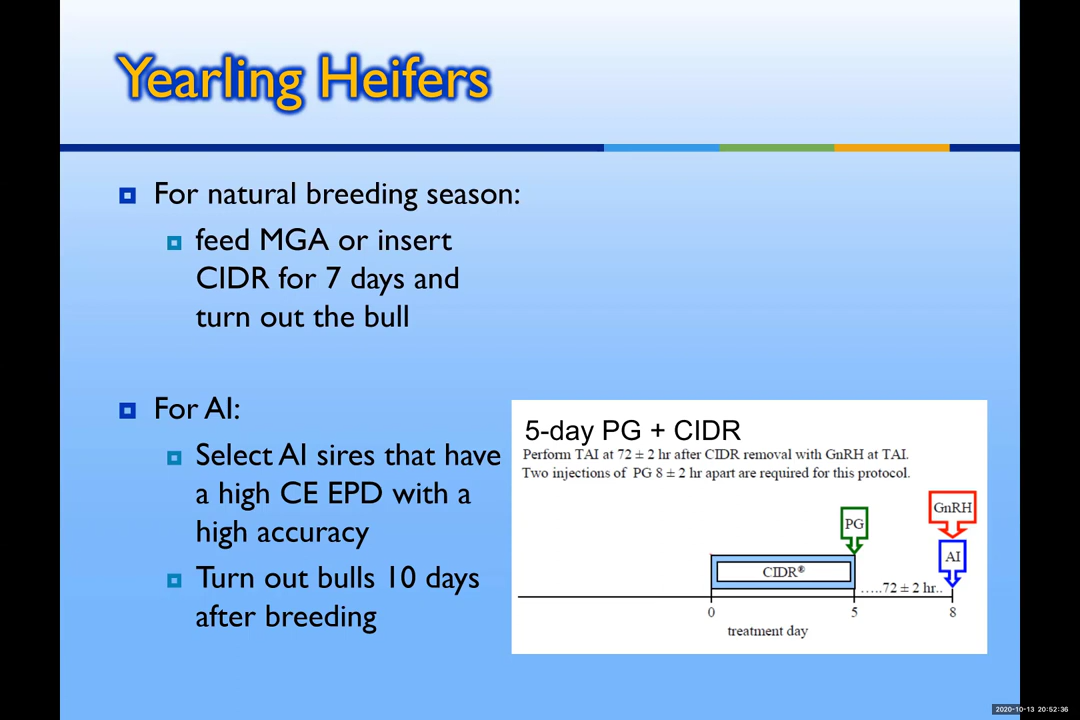 Yearling Heifers
For natural breeding season:
feed MGA or insert
CIDR for 7 days and
turn out the bull
For AI:
Select AI sires that have
a high CE EPD with a
high accuracy
Turn out bulls 10 days
after breeding
5-day PG + CIDR
Perform TAI at 72 ± 2 hr after CIDR removal with GnRH at TAI.
Two injections of PG 8 ± 2 hr apart are required for this protocol.
GnRH
PG
AI
CIDR®
.....72 ± 2 hr..
0 5 8
treatment day
2020-10-13 20:52:36